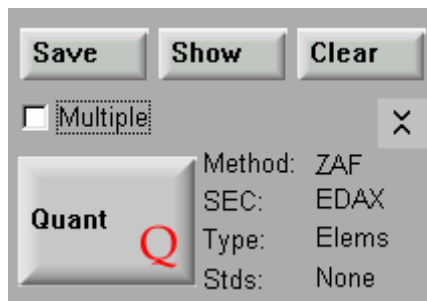 Save Show Clear
Multiple
Quant Q
Method: ZAF
SEC: EDAX
Type: Elems
Stds: None